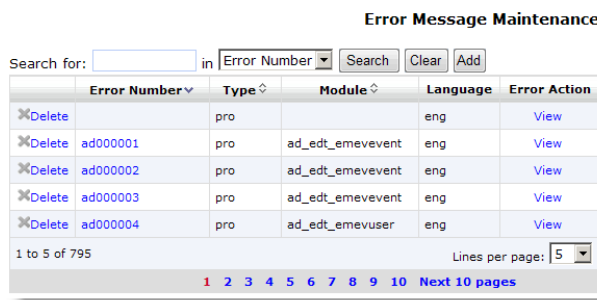 Error Message Maintenance
Search for: in Error Number Search Clear Add
Error Number Type Module Language Error Action
Delete pro eng View
Delete ad000001 pro ad_edt_emevevent eng View
Delete ad000002 pro ad_edt_emevevent eng View
Delete ad000003 pro ad_edt_emevevent eng View
Delete ad000004 pro ad_edt_emevuser eng View
1 to 5 of 795 Lines per page: 5
1 2 3 4 5 6 7 8 9 10 Next 10 pages